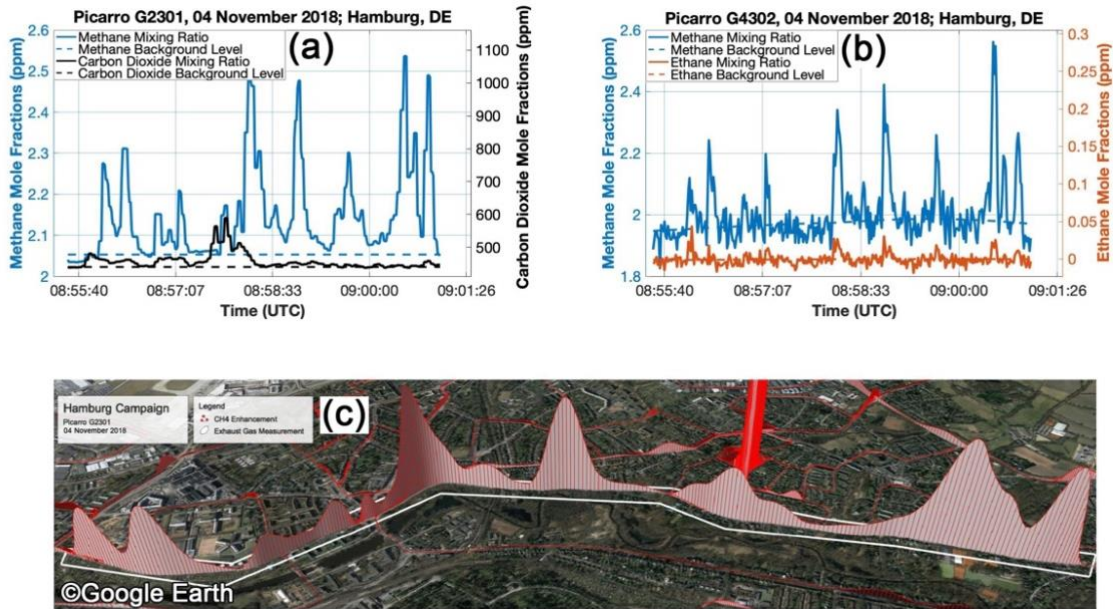 Picarro G2301, 04 November 2018; Hamburg, DE
(a)
Methane Mixing Ratio
Methane Background Level
Carbon Dioxide Mixing Ratio
Carbon Dioxide Background Level
Methane Mole Fractions (ppm)
2.6
2.5
2.4
2.3
2.2
2.1
2
Carbon Dioxide Mole Fractions (ppm)
1100
1000
900
800
700
600
500
08:55:40 08:57:07 08:58:33 09:00:00 09:01:26
Time (UTC)
Picarro G4302, 04 November 2018; Hamburg, DE
(b)
Methane Mixing Ratio
Methane Background Level
Ethane Mixing Ratio
Ethane Background Level
Methane Mole Fractions (ppm)
2.6
2.4
2.2
2
1.8
Ethane Mole Fractions (ppm)
0.3
0.25
0.2
0.15
0.1
0.05
0
08:55:40 08:57:07 08:58:33 09:00:00 09:01:26
Time (UTC)
Hamburg Campaign
Picarro G2301
04 November 2018
Legend
CH4 Enhancement
Exhaust Gas Measurement
(c)
©Google Earth